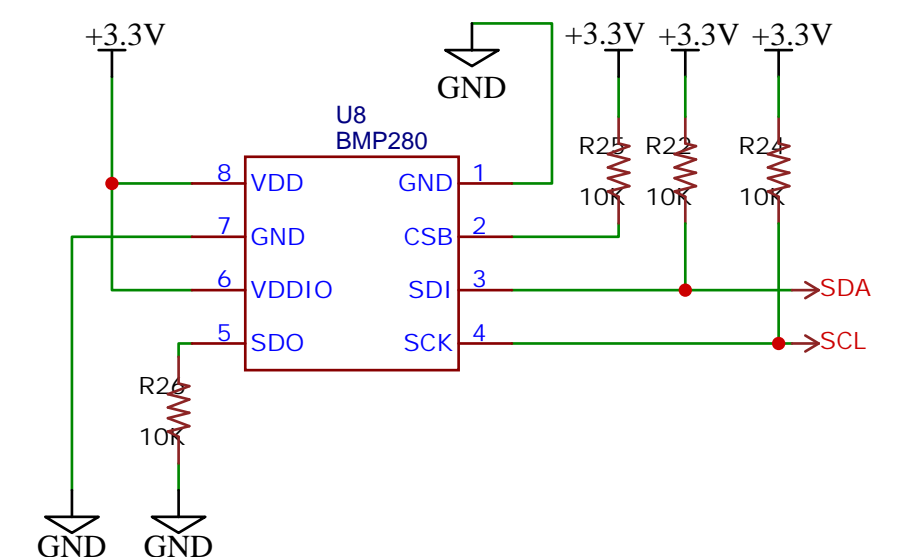 +3.3V
+3.3V
+3.3V
+3.3V
GND
U8
BMP280
R25
R22
R24
10K
10K
10K
8
VDD
GND
1
7
GND
CSB
2
6
VDDIO
SDI
3
SDA
5
SDO
SCK
4
SCL
R26
10K
GND
GND